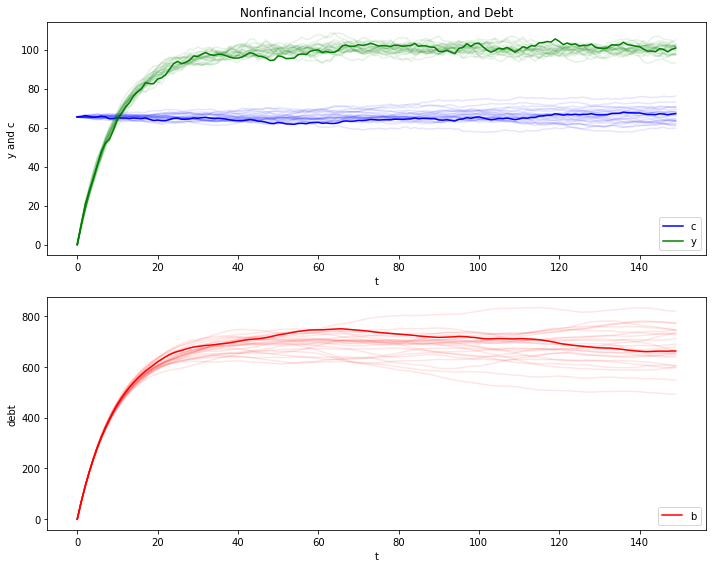 Nonfinancial Income, Consumption, and Debt
100
80
60
40
20
0
y and c
c
y
0 20 40 60 80 100 120 140
t
800
600
400
200
0
debt
b
0 20 40 60 80 100 120 140
t